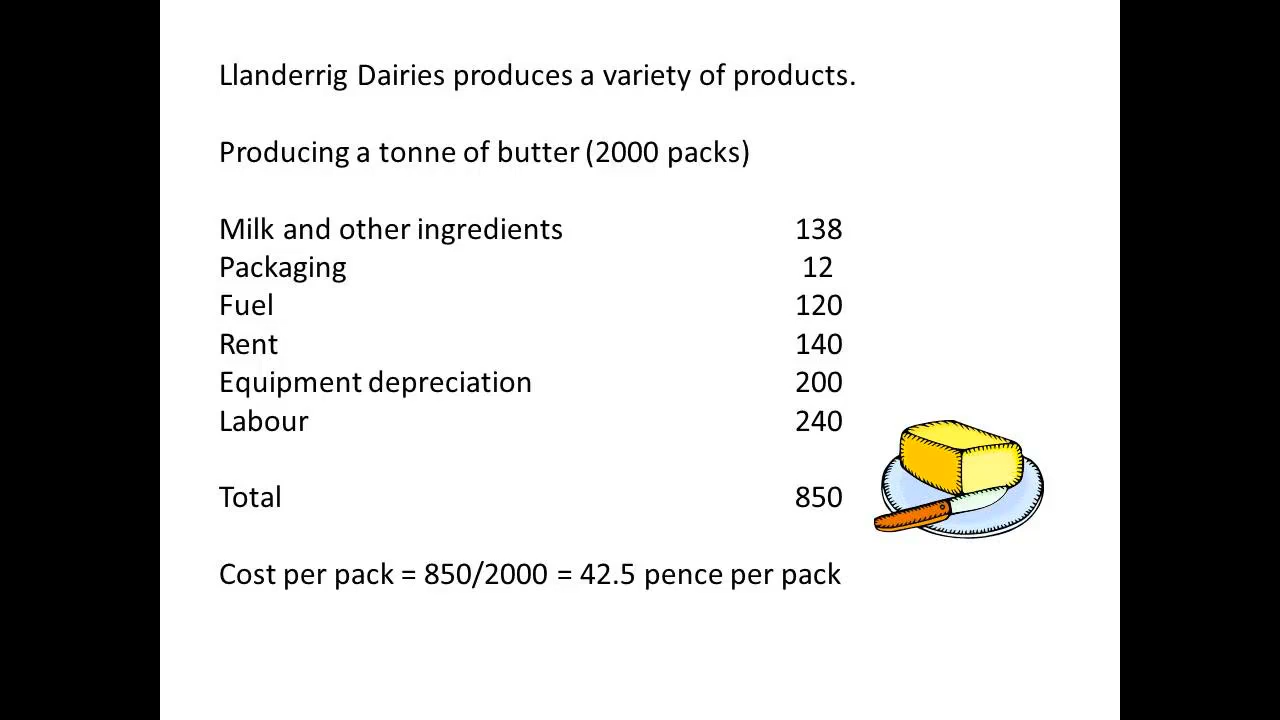 Llanderrig Dairies produces a variety of products.
Producing a tonne of butter (2000 packs)
Milk and other ingredients 138
Packaging 12
Fuel 120
Rent 140
Equipment depreciation 200
Labour 240
Total 850
Cost per pack = 850/2000 = 42.5 pence per pack